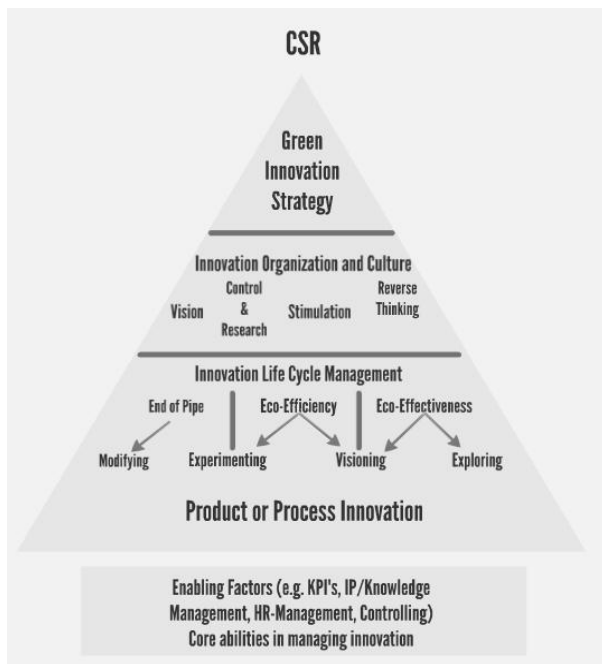 CSR
Green
Innovation
Strategy
Innovation Organization and Culture
Vision
Control
&
Research
Stimulation
Reverse
Thinking
Innovation Life Cycle Management
End of Pipe
Eco-Efficiency
Eco-Effectiveness
Modifying
Experimenting
Visioning
Exploring
Product or Process Innovation
Enabling Factors (e.g. KPI's, IP/Knowledge
Management, HR-Management, Controlling)
Core abilities in managing innovation